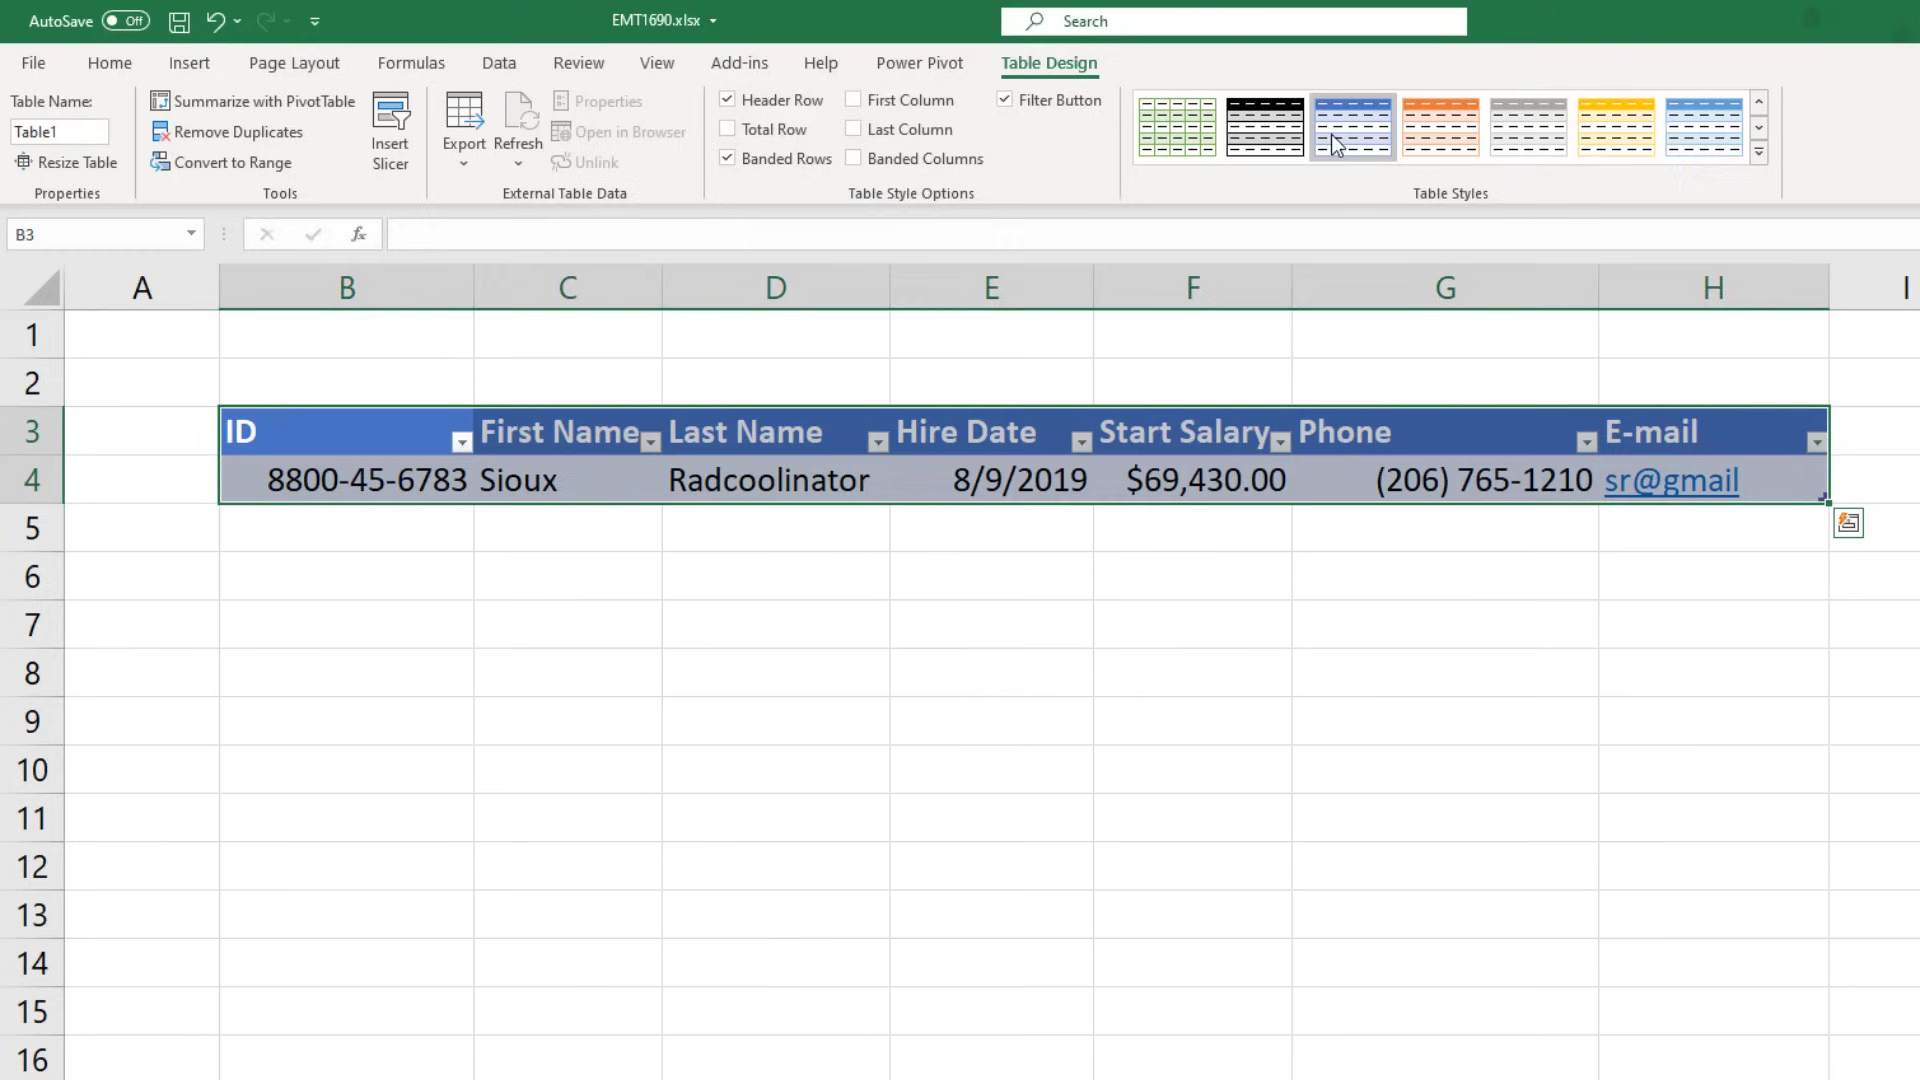 AutoSave Off EMT1690.xlsx Search
File Home Insert Page Layout Formulas Data Review View Add-ins Help Power Pivot Table Design
Table Name:
Table1
Resize Table
Properties
Summarize with PivotTable
Remove Duplicates
Convert to Range
Tools
Insert
Slicer
Export
Refresh
Properties
Open in Browser
Unlink
External Table Data
Header Row
Total Row
Banded Rows
First Column
Last Column
Banded Columns
Filter Button
Table Style Options
Table Styles
B3 fx
A B C D E F G H I
1
2
3 ID First Name Last Name Hire Date Start Salary Phone E-mail
4 8800-45-6783 Sioux Radcoolinator 8/9/2019 $69,430.00 (206) 765-1210 sr@gmail
5
6
7
8
9
10
11
12
13
14
15
16